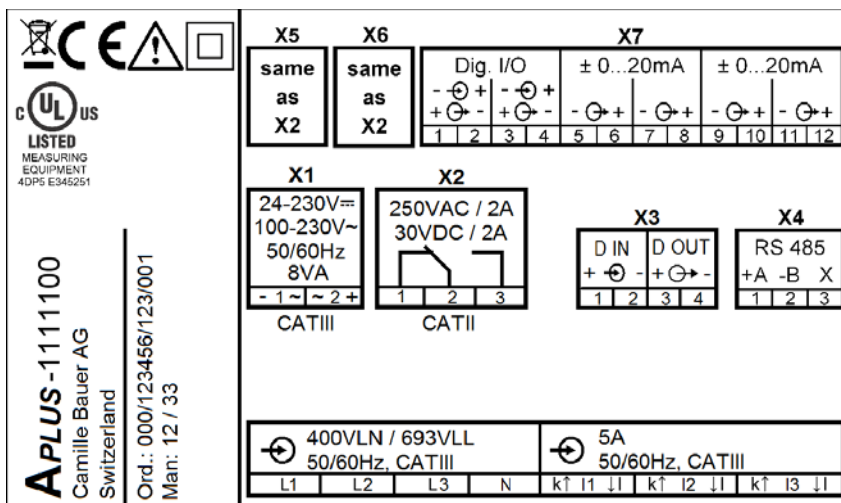 CE
C UL US
LISTED
MEASURING
EQUIPMENT
4DP5 E345251
APLUS-1111100
Camille Bauer AG
Switzerland
Ord.: 000/123456/123/001
Man: 12 / 33
X5
same
as
X2
X6
same
as
X2
X7
Dig. I/O
± 0...20mA
± 0...20mA
- + - + 
+ - + - - + - + - + - +
1 2 3 4 5 6 7 8 9 10 11 12
X1
24-230V⎓
100-230V~
50/60Hz
8VA
- 1 ~ ~ 2 +
CATIII
X2
250VAC / 2A
30VDC / 2A
1 2 3
CATII
X3
D IN D OUT
+ - + -
1 2 3 4
X4
RS 485
+A -B X
1 2 3
400VLN / 693VLL
50/60Hz, CATIII
L1 L2 L3 N
5A
50/60Hz, CATIII
k↑ I1 ↓l k↑ I2 ↓l k↑ I3 ↓l